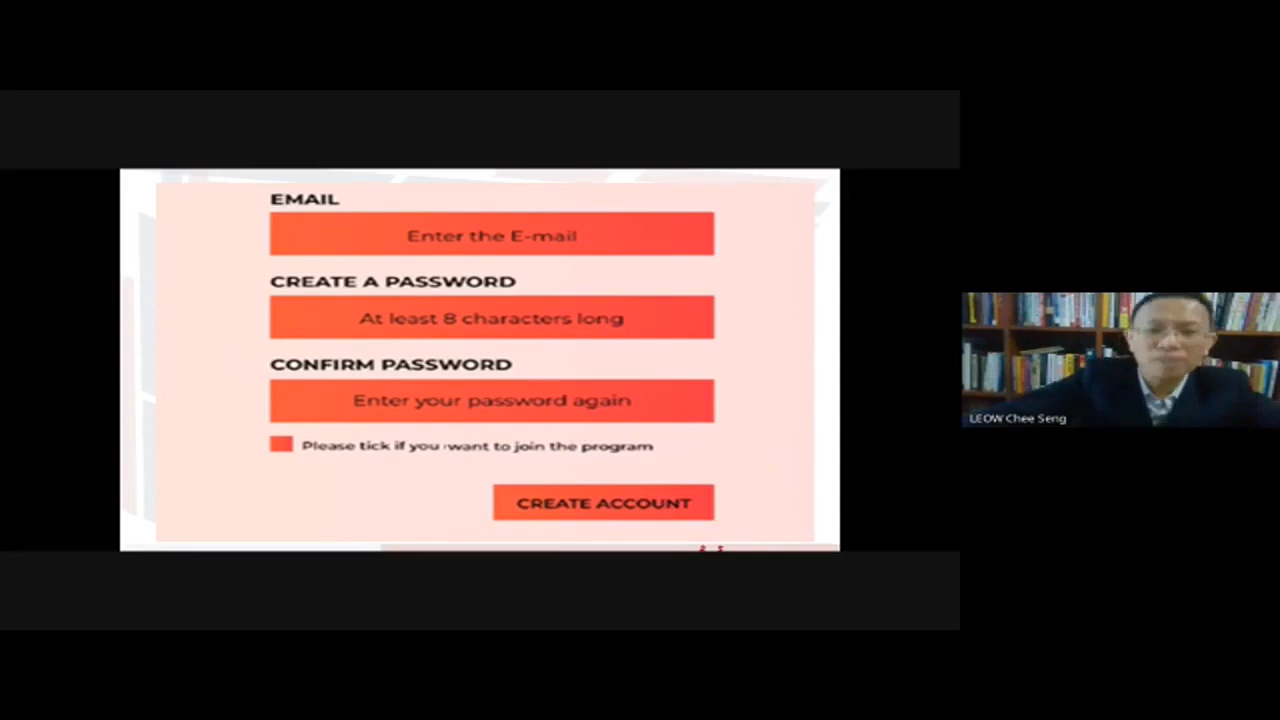 EMAIL
Enter the E-mail
CREATE A PASSWORD
At least 8 characters long
CONFIRM PASSWORD
Enter your password again
Please tick if you want to join the program
CREATE ACCOUNT
LEOW Chee Seng